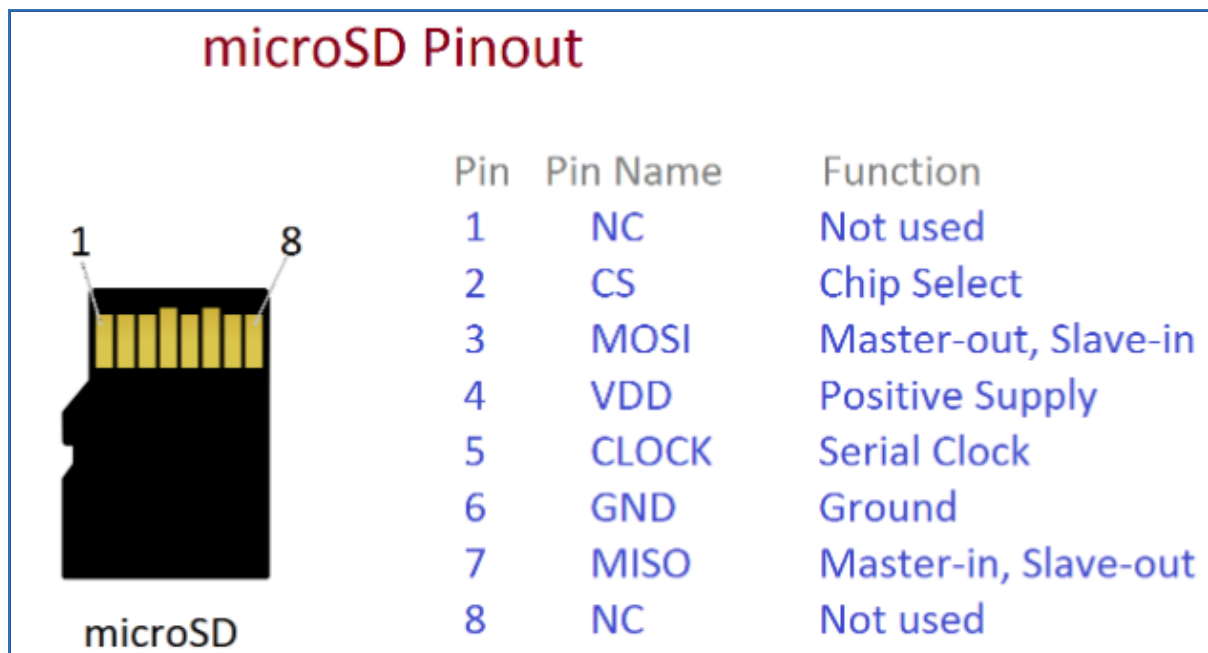 microSD Pinout
Pin Pin Name Function
1 NC Not used
2 CS Chip Select
3 MOSI Master-out, Slave-in
4 VDD Positive Supply
5 CLOCK Serial Clock
6 GND Ground
7 MISO Master-in, Slave-out
8 NC Not used
1 8
microSD